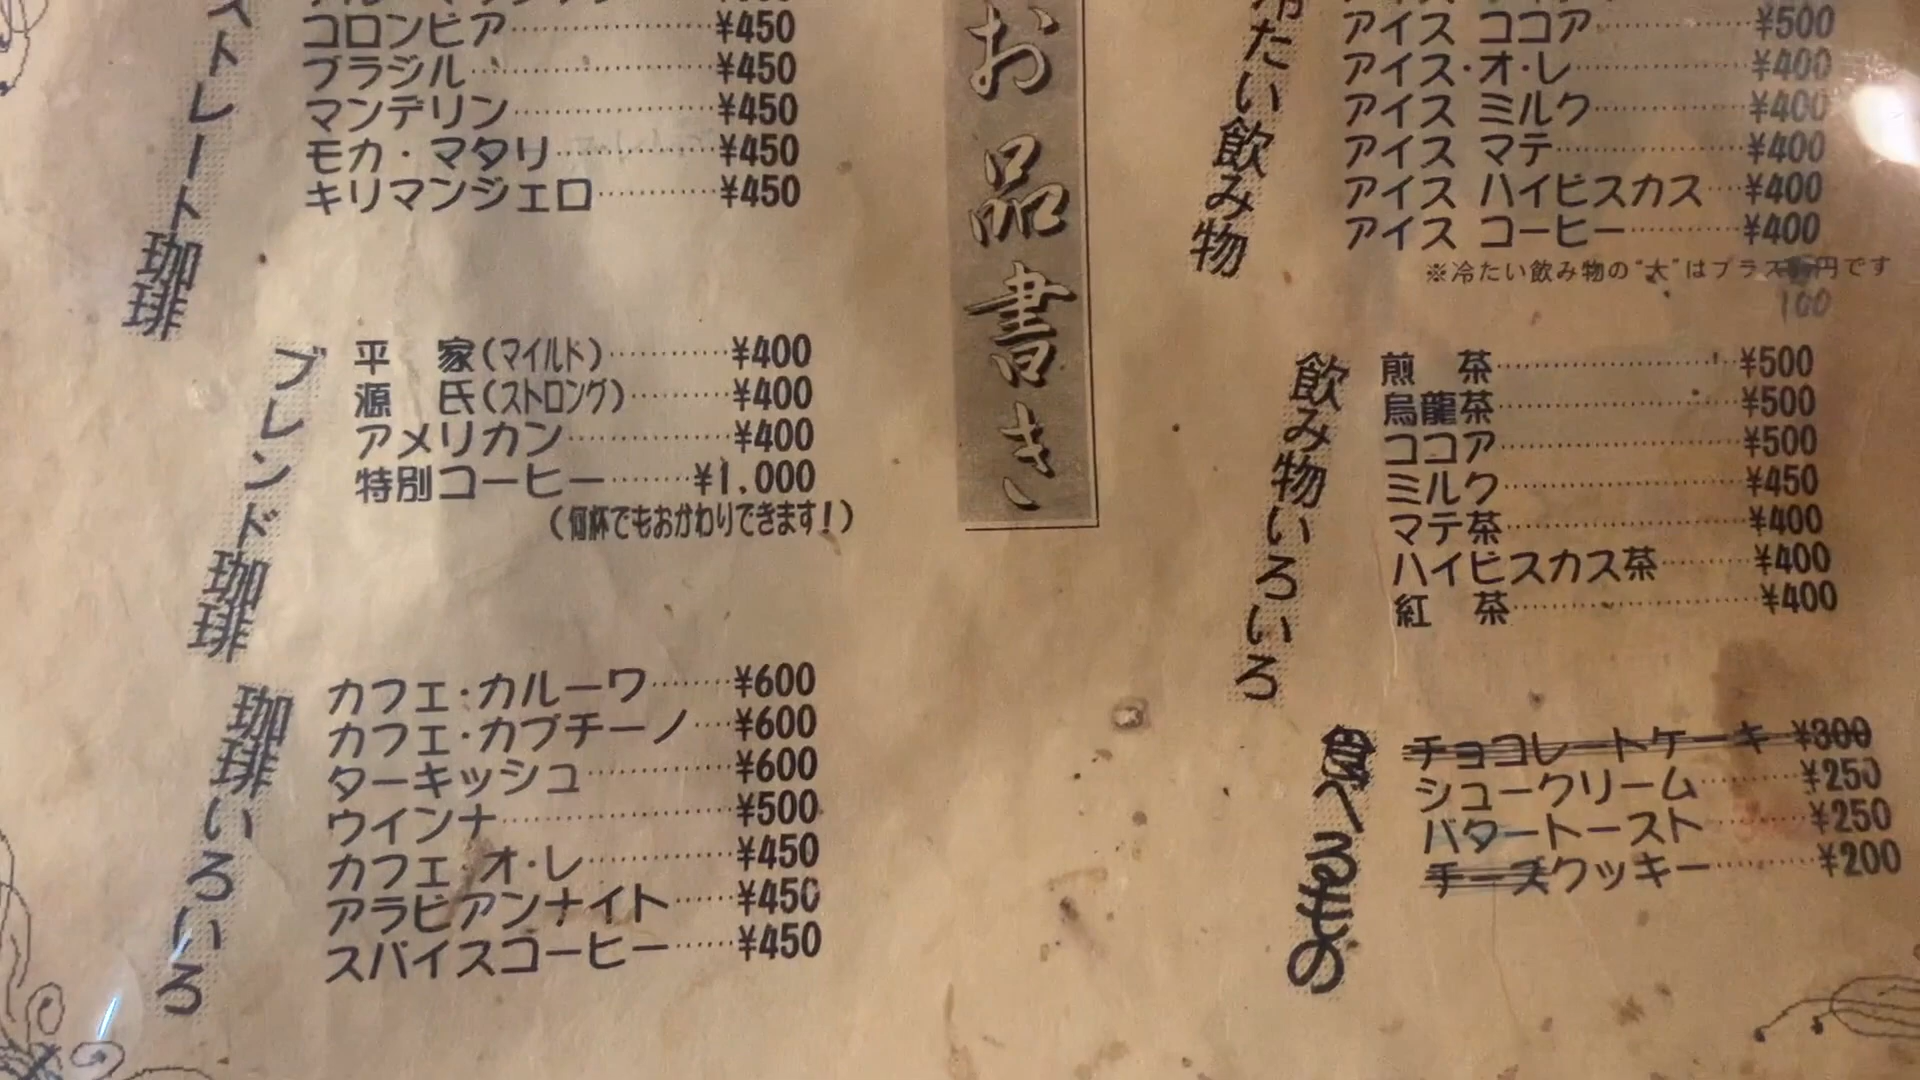 ストレート珈琲
コロンビア……………¥450
ブラジル……………¥450
マンデリン……………¥450
モカ・マタリ……………¥450
キリマンジェロ…………¥450
ブレンド珈琲
平　家(マイルド)…………¥400
源　氏(ストロング)………¥400
アメリカン……………¥400
特別コーヒー………¥1,000
(何杯でもおかわりできます!)
珈琲いろいろ
カフェ・カルーワ………¥600
カフェ・カプチーノ…¥600
ターキッシュ…………¥600
ウインナ………………¥500
カフェ・オ・レ…………¥450
アラビアンナイト……¥450
スパイスコーヒー……¥450
お品書き
冷たい飲み物
アイス ココア…………¥500
アイス・オ・レ…………¥400
アイス ミルク…………¥400
アイス マテ……………¥400
アイス ハイビスカス…¥400
アイス コーヒー………¥400
※冷たい飲み物の“大”はプラス 円です
100
飲み物いろいろ
煎　茶………………¥500
烏龍茶………………¥500
ココア………………¥500
ミルク………………¥450
マテ茶………………¥400
ハイビスカス茶………¥400
紅　茶………………¥400
食べるもの
チョコレートケーキ ¥300
シュークリーム………¥250
バタートースト………¥250
チーズクッキー………¥200